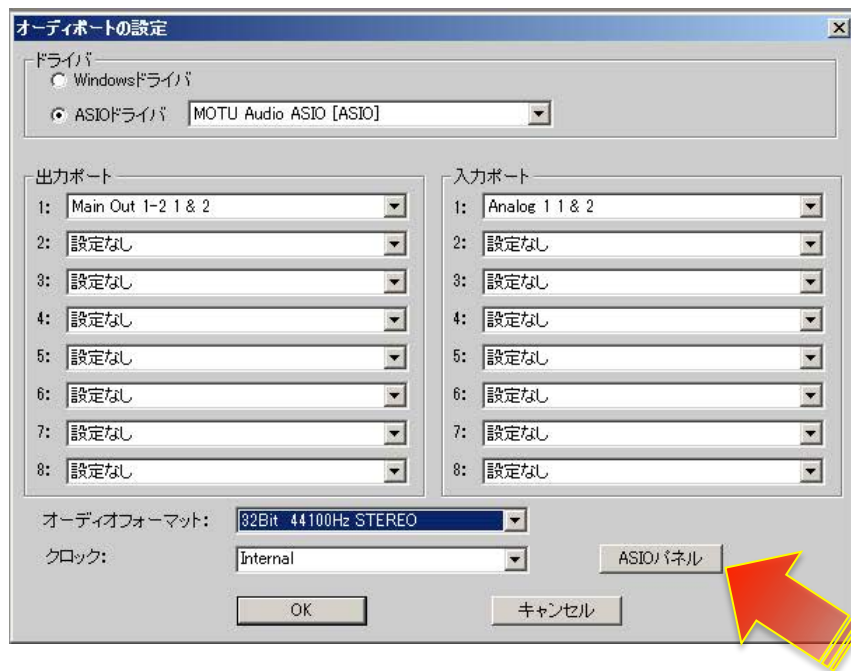 オーディポートの設定
ドライバ
Windowsドライバ
ASIOドライバ MOTU Audio ASIO [ASIO]
出力ポート
1: Main Out 1-2 1 & 2
2: 設定なし
3: 設定なし
4: 設定なし
5: 設定なし
6: 設定なし
7: 設定なし
8: 設定なし
入力ポート
1: Analog 1 1 & 2
2: 設定なし
3: 設定なし
4: 設定なし
5: 設定なし
6: 設定なし
7: 設定なし
8: 設定なし
オーディオフォーマット: 32Bit 44100Hz STEREO
クロック: Internal
ASIOパネル
OK キャンセル